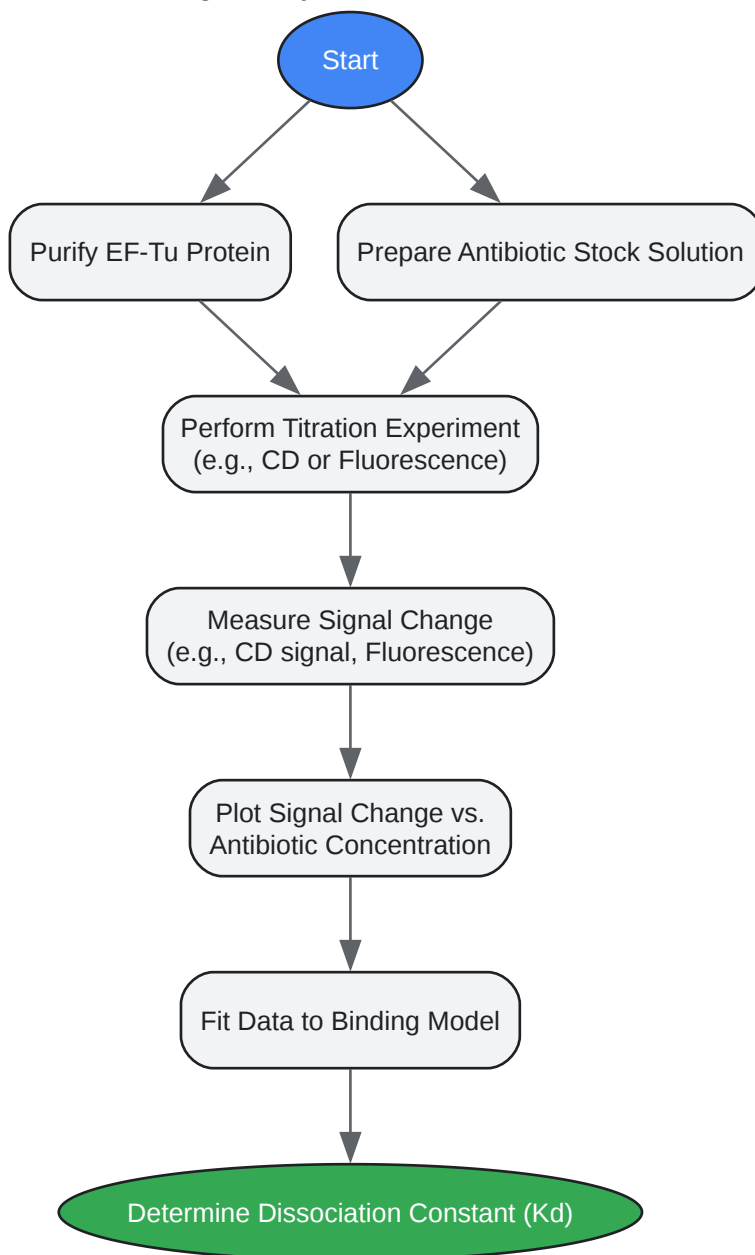 Start
Purify EF-Tu Protein
Prepare Antibiotic Stock Solution
Perform Titration Experiment
(e.g., CD or Fluorescence)
Measure Signal Change
(e.g., CD signal, Fluorescence)
Plot Signal Change vs.
Antibiotic Concentration
Fit Data to Binding Model
Determine Dissociation Constant (Kd)